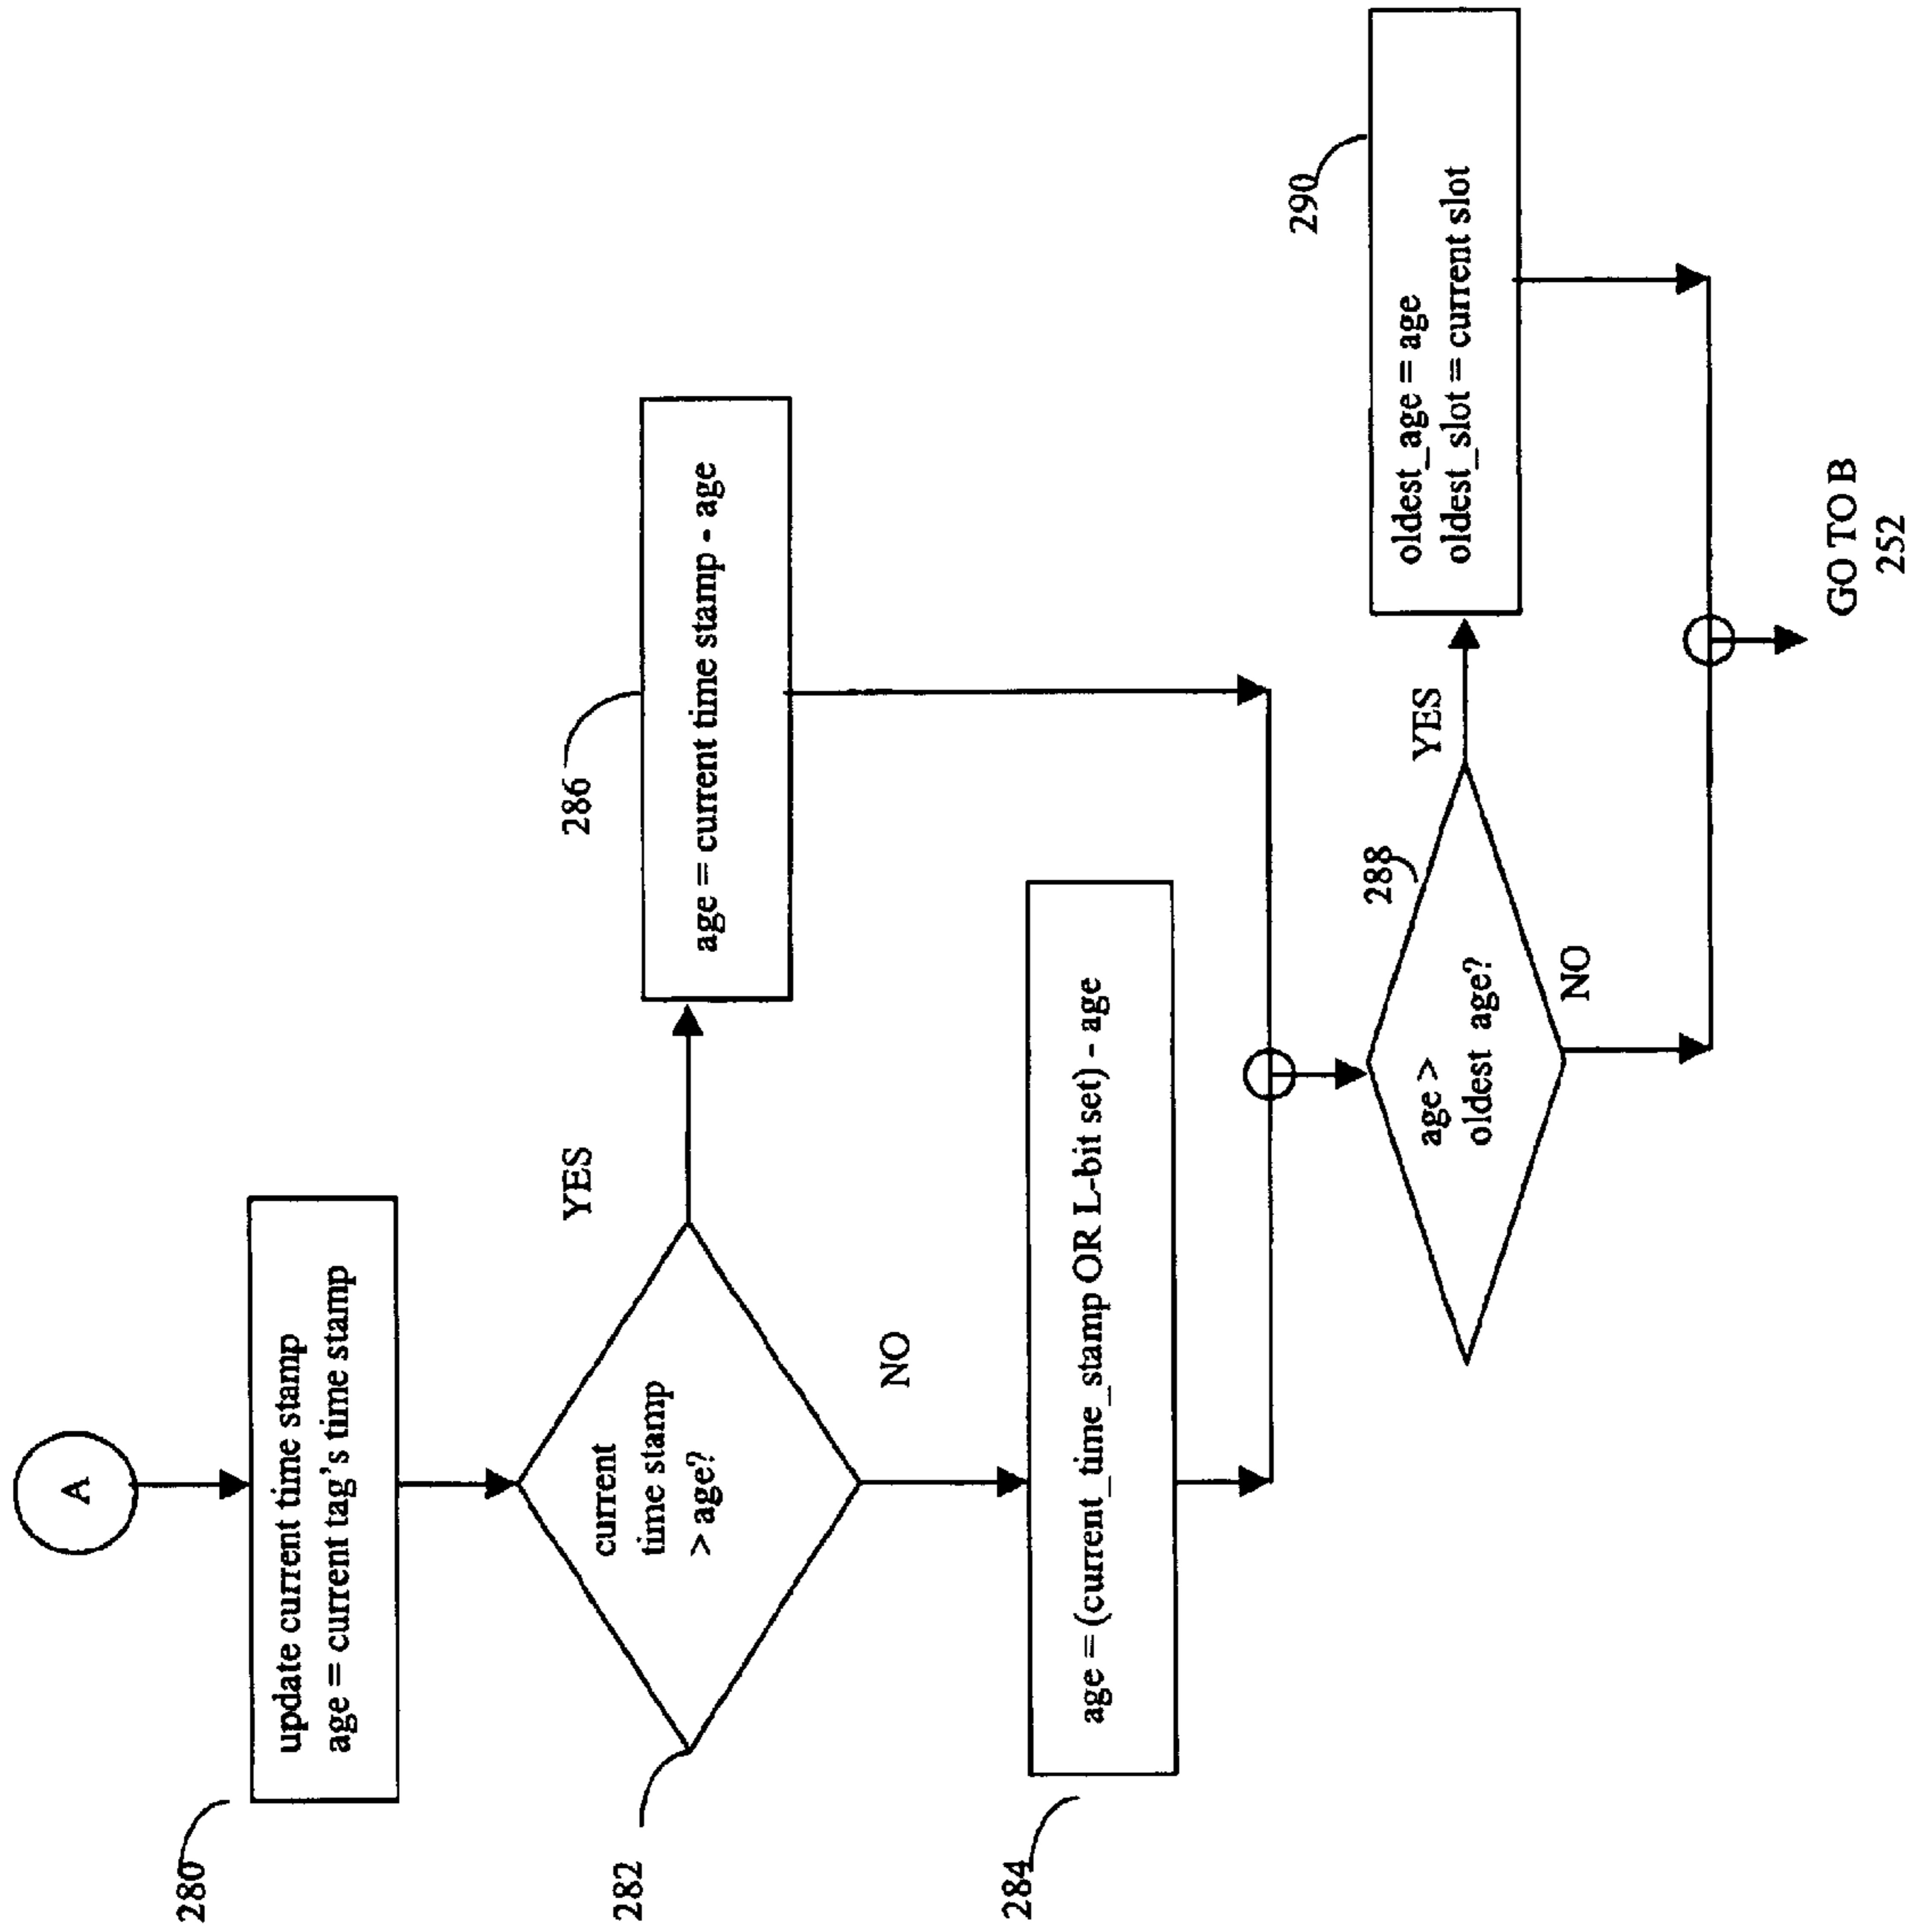 A
280
update current time stamp
age = current tag's time stamp
282
current
time stamp
> age?
YES
286
age = current time stamp - age
NO
284
age = (current_time_stamp OR L-bit set) - age
288
age >
oldest age?
YES
290
oldest_age = age
oldest_slot = current slot
NO
GO TO B
252